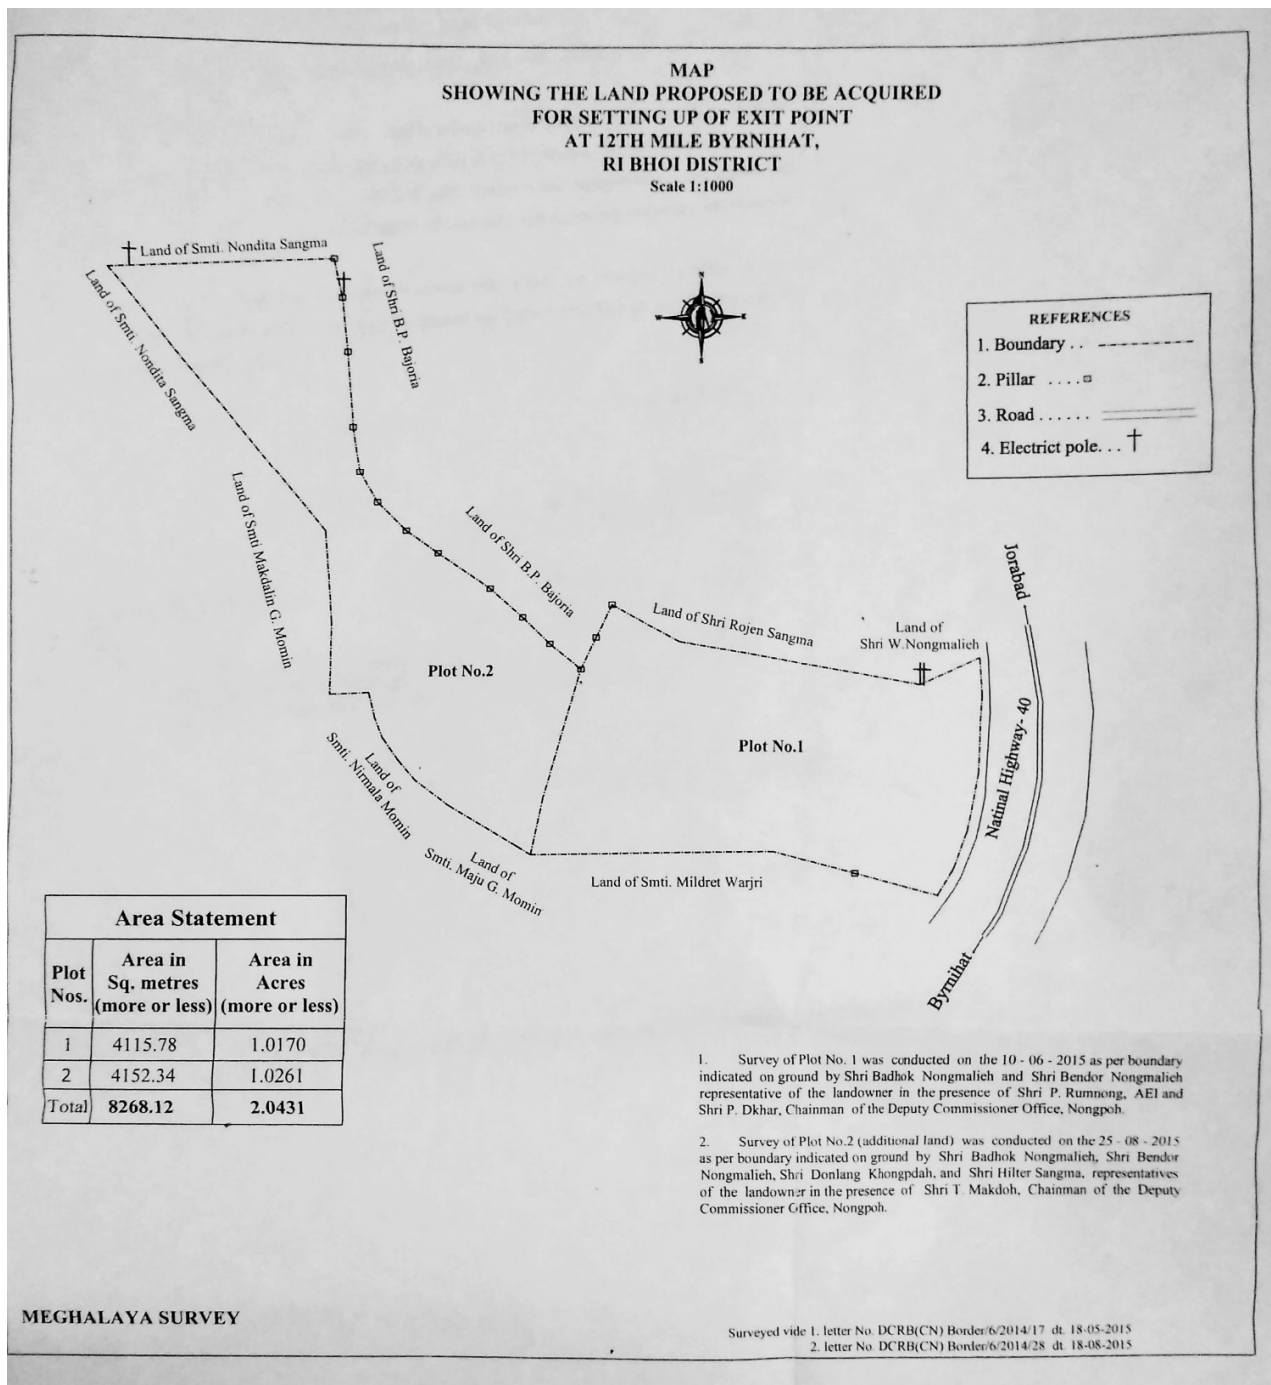 MAP
SHOWING THE LAND PROPOSED TO BE ACQUIRED
FOR SETTING UP OF EXIT POINT
AT 12TH MILE BYRNIHAT,
RI BHOI DISTRICT
Scale 1:1000
Land of Smti. Nondita Sangma
Land of Smti. Nondita Sangma
Land of Shri B.P. Bajoria
N
W
E
S
REFERENCES
1. Boundary . .
2. Pillar . . . .
3. Road . . . . . .
4. Electrict pole. . .
Land of Smti Makdalin G. Momin
Land of Shri B.P. Bajoria
Land of Shri Rojen Sangma
Land of
Shri W.Nongmalieh
Jorabad
Plot No.2
Plot No.1
Natinal Highway- 40
Land of
Smti. Nirmala Momin
Land of
Smti. Maju G. Momin
Land of Smti. Mildret Warjri
Byrnihat
Area Statement
Plot Nos. Area in Sq. metres (more or less) Area in Acres (more or less)
1 4115.78 1.0170
2 4152.34 1.0261
Total 8268.12 2.0431
1. Survey of Plot No. 1 was conducted on the 10 - 06 - 2015 as per boundary
indicated on ground by Shri Badhok Nongmalieh and Shri Bendor Nongmalieh
representative of the landowner in the presence of Shri P. Rumnong, AEI and
Shri P. Dkhar, Chainman of the Deputy Commissioner Office, Nongpoh.
2. Survey of Plot No.2 (additional land) was conducted on the 25 - 08 - 2015
as per boundary indicated on ground by Shri Badhok Nongmalieh, Shri Bendor
Nongmalieh, Shri Donlang Khongpdah, and Shri Hilter Sangma, representatives
of the landowner in the presence of Shri T. Makdoh, Chainman of the Deputy
Commissioner Office, Nongpoh.
MEGHALAYA SURVEY
Surveyed vide 1. letter No. DCRB(CN) Border/6/2014/17 dt. 18-05-2015
2. letter No. DCRB(CN) Border/6/2014/28 dt. 18-08-2015